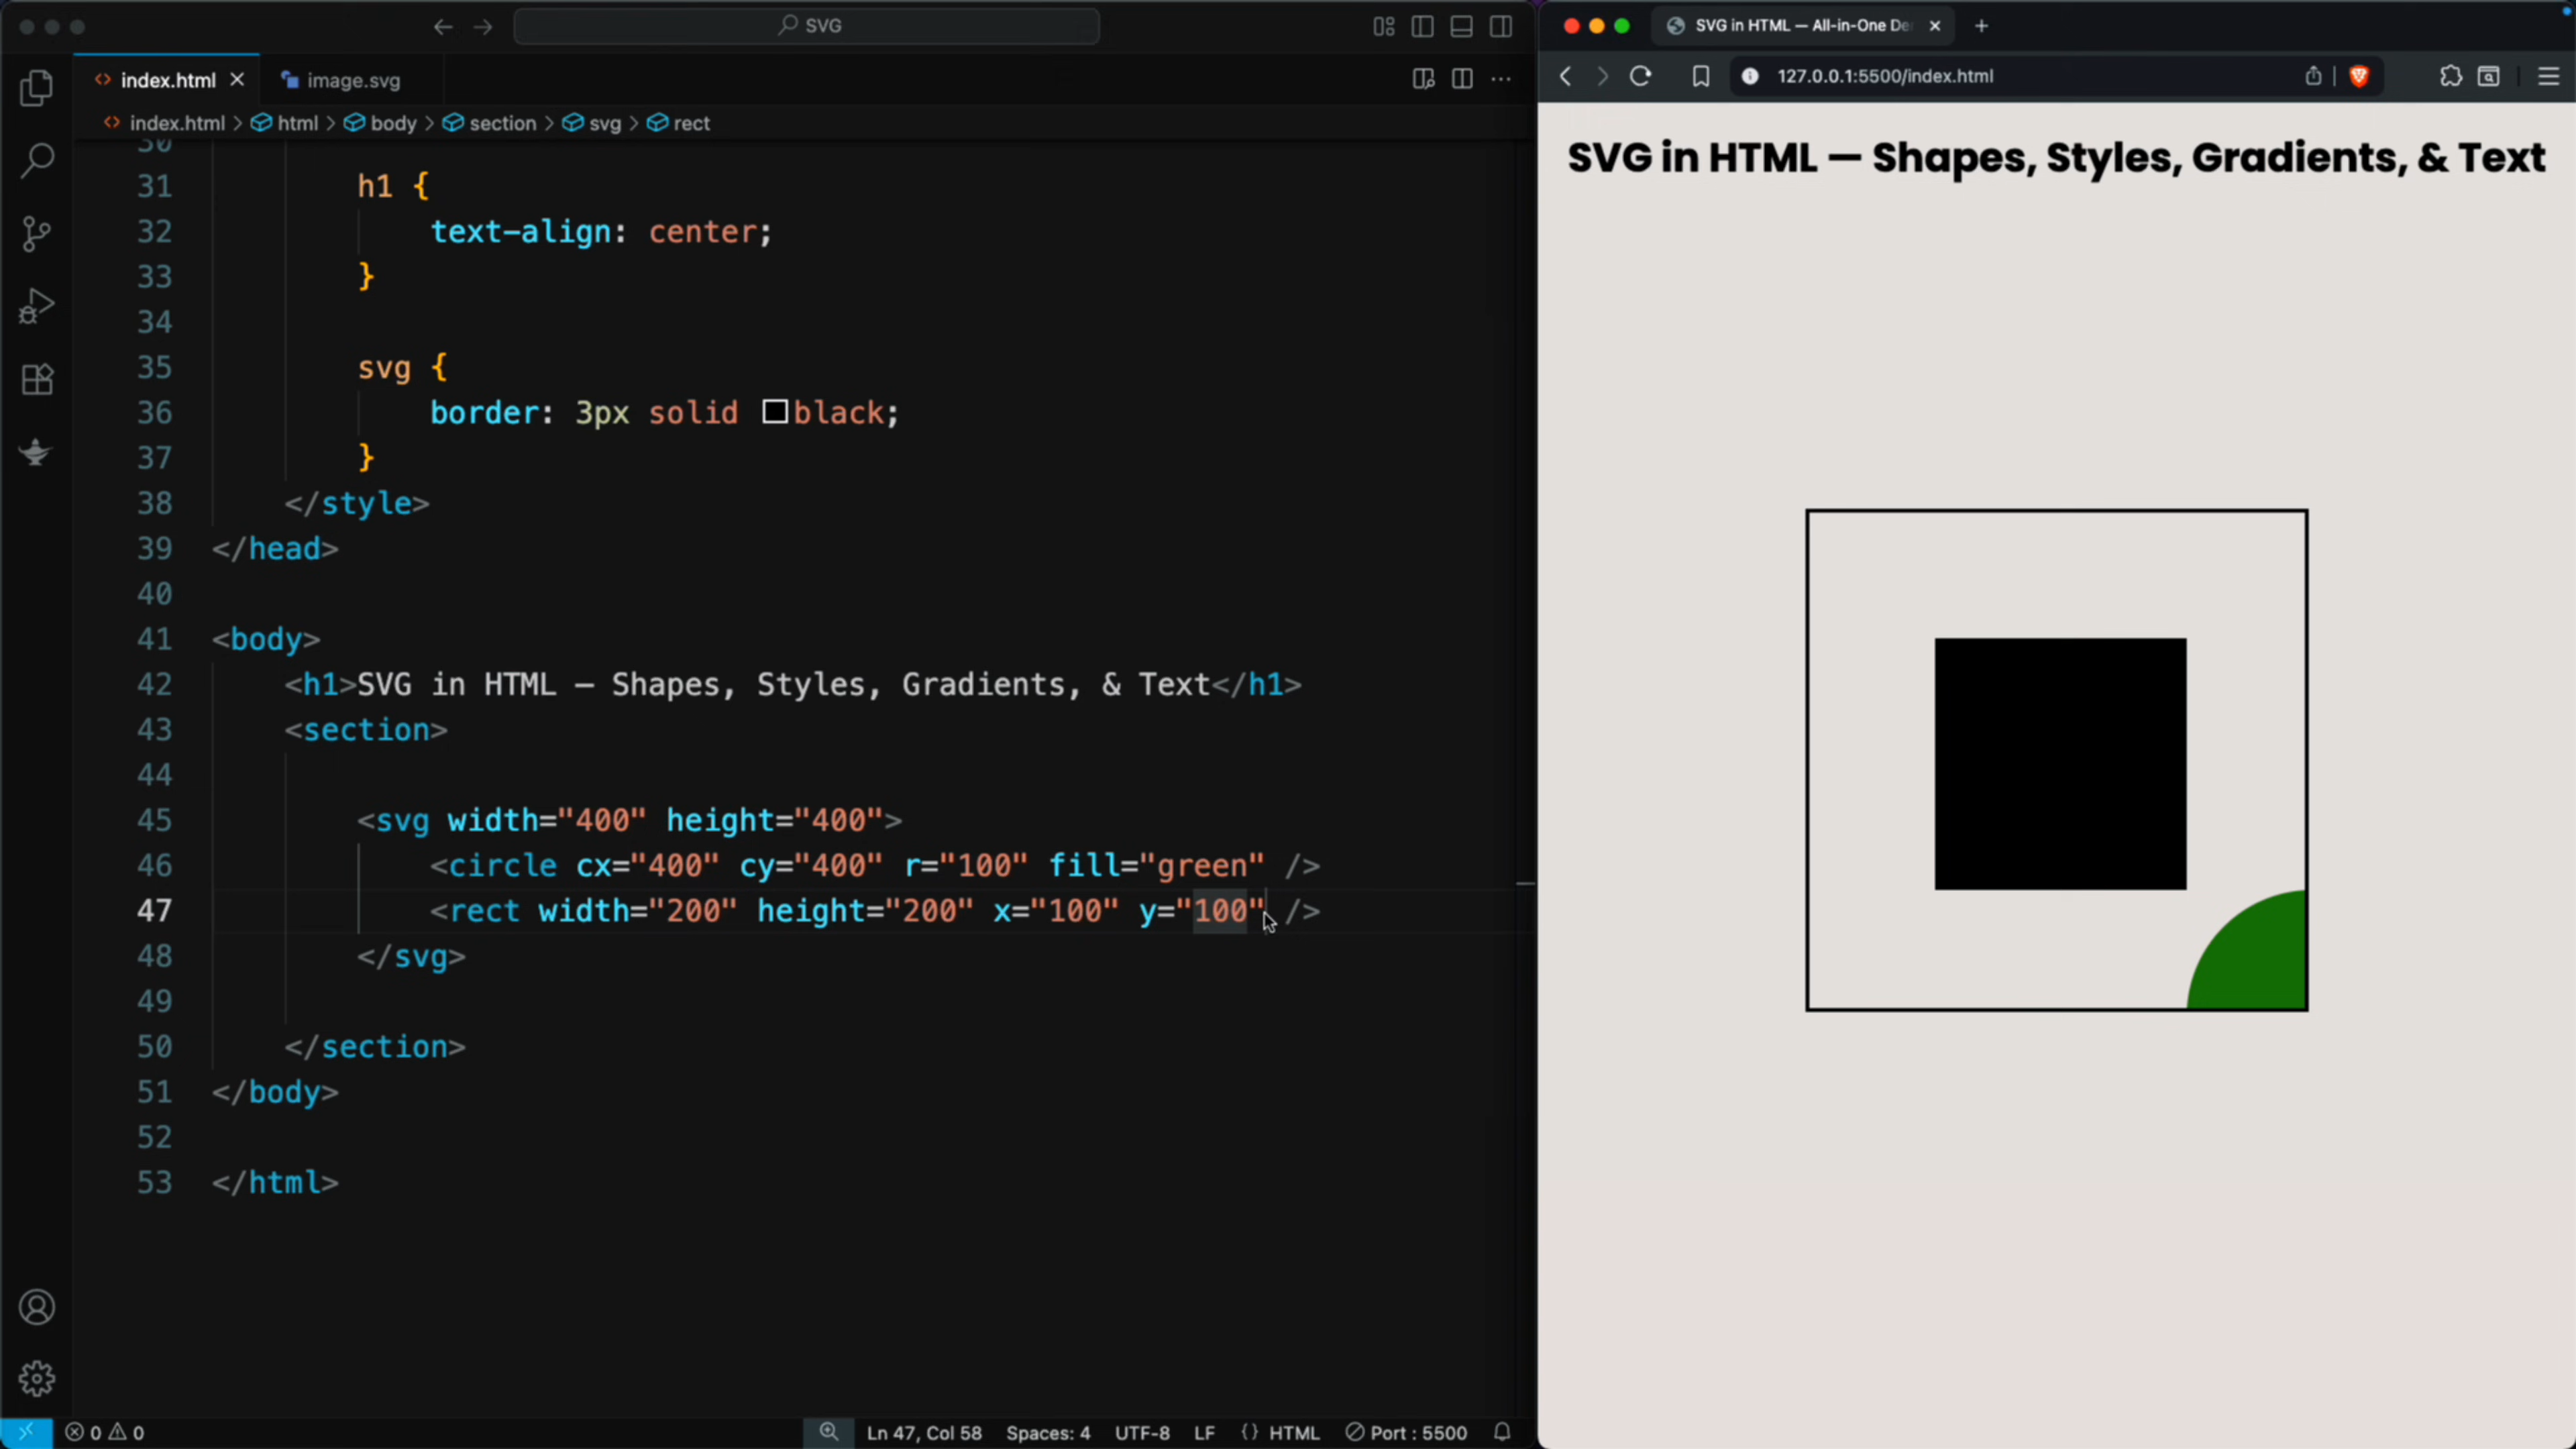 SVG
index.html
image.svg
index.html > html > body > section > svg > rect
30
31 h1 {
32 text-align: center;
33 }
34
35 svg {
36 border: 3px solid black;
37 }
38 </style>
39 </head>
40
41 <body>
42 <h1>SVG in HTML — Shapes, Styles, Gradients, & Text</h1>
43 <section>
44
45 <svg width="400" height="400">
46 <circle cx="400" cy="400" r="100" fill="green" />
47 <rect width="200" height="200" x="100" y="100" />
48 </svg>
49
50 </section>
51 </body>
52
53 </html>
0 0
Ln 47, Col 58 Spaces: 4 UTF-8 LF {} HTML Port : 5500
SVG in HTML — All-in-One De
127.0.0.1:5500/index.html
SVG in HTML — Shapes, Styles, Gradients, & Text